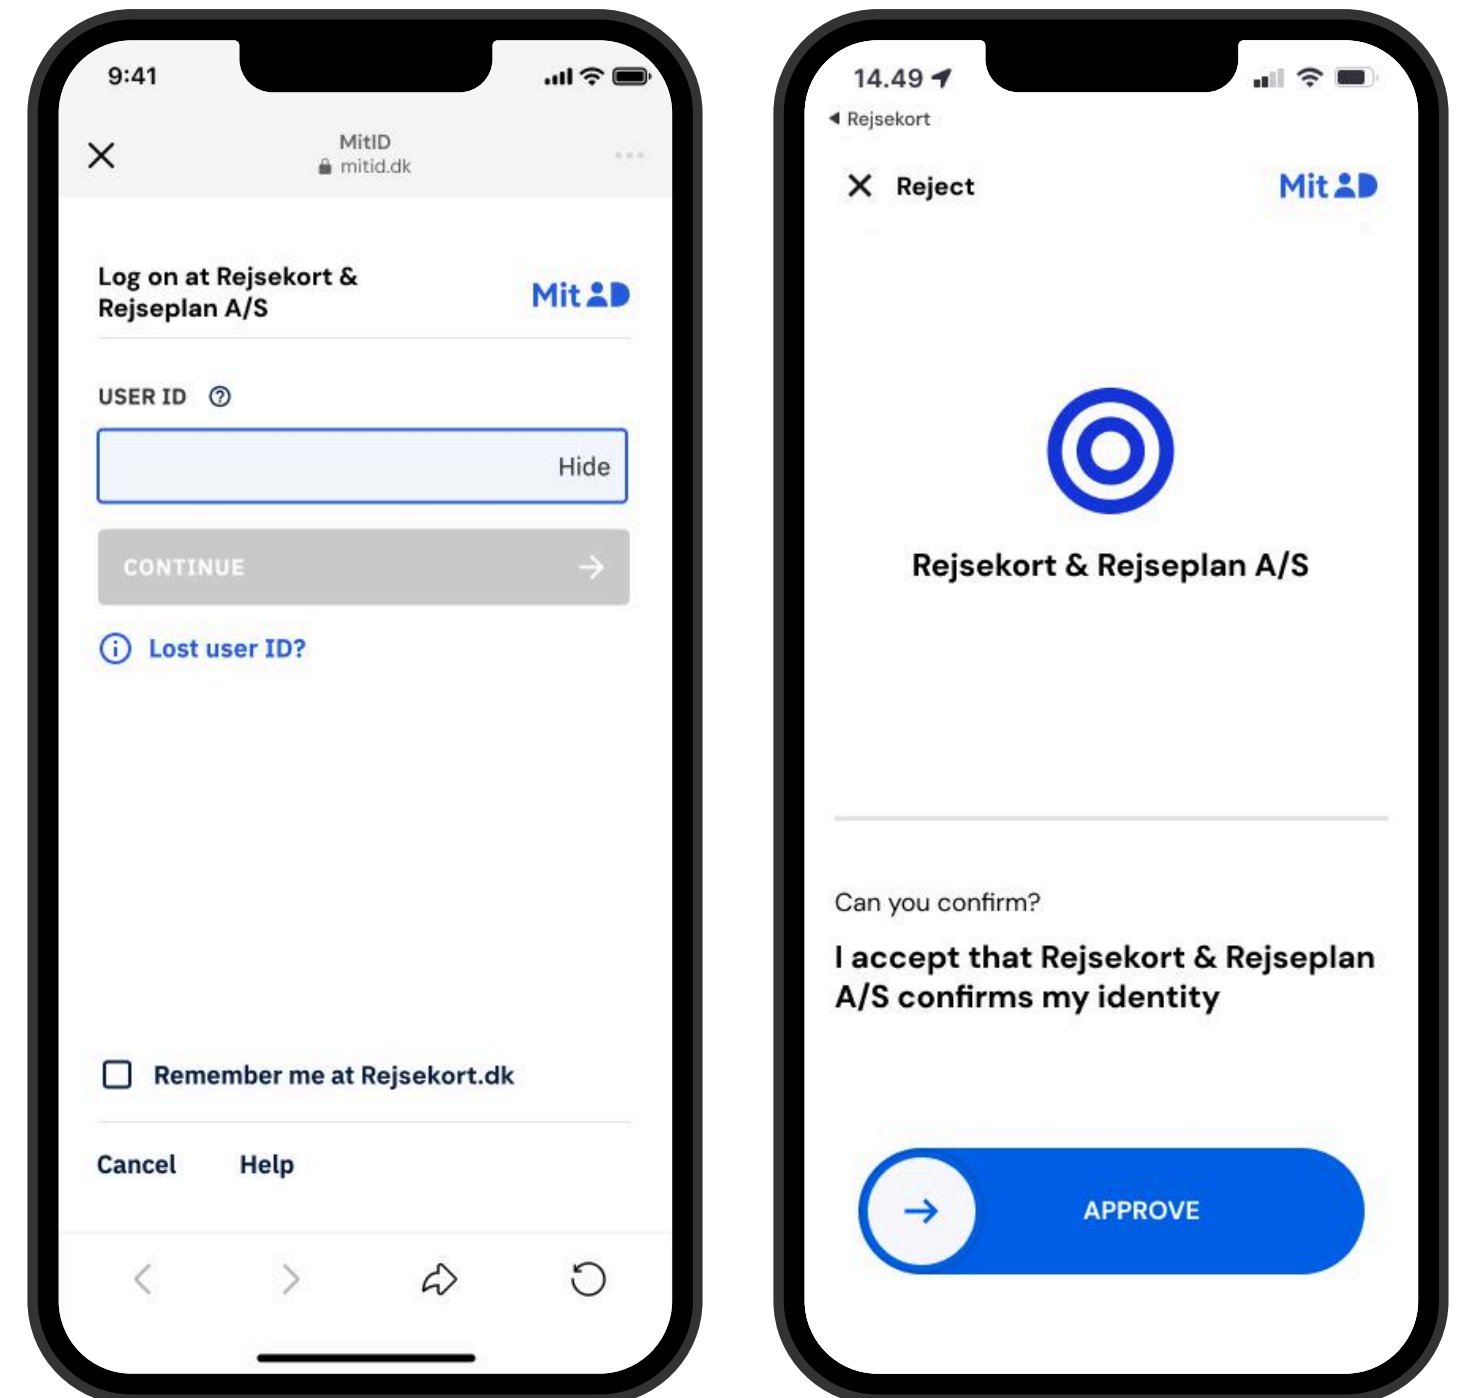 9:41
MitID
mitid.dk
Log on at Rejsekort &
Rejseplan A/S
Mit
USER ID
Hide
CONTINUE
Lost user ID?
Remember me at Rejsekort.dk
Cancel
Help
14.49
Rejsekort
Reject
Mit
Rejsekort & Rejseplan A/S
Can you confirm?
I accept that Rejsekort & Rejseplan
A/S confirms my identity
APPROVE